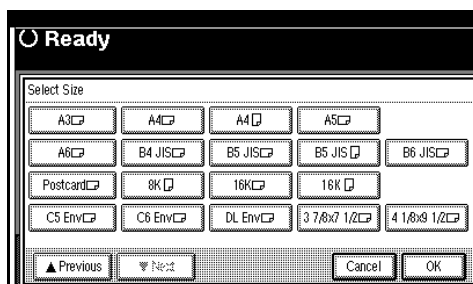 Ready
Select Size
A3 A4 A4 A5
A6 B4 JIS B5 JIS B5 JIS B6 JIS
Postcard 8K 16K 16K
C5 Env C6 Env DL Env 3 7/8x7 1/2 4 1/8x9 1/2
▲ Previous ▼ Next Cancel OK